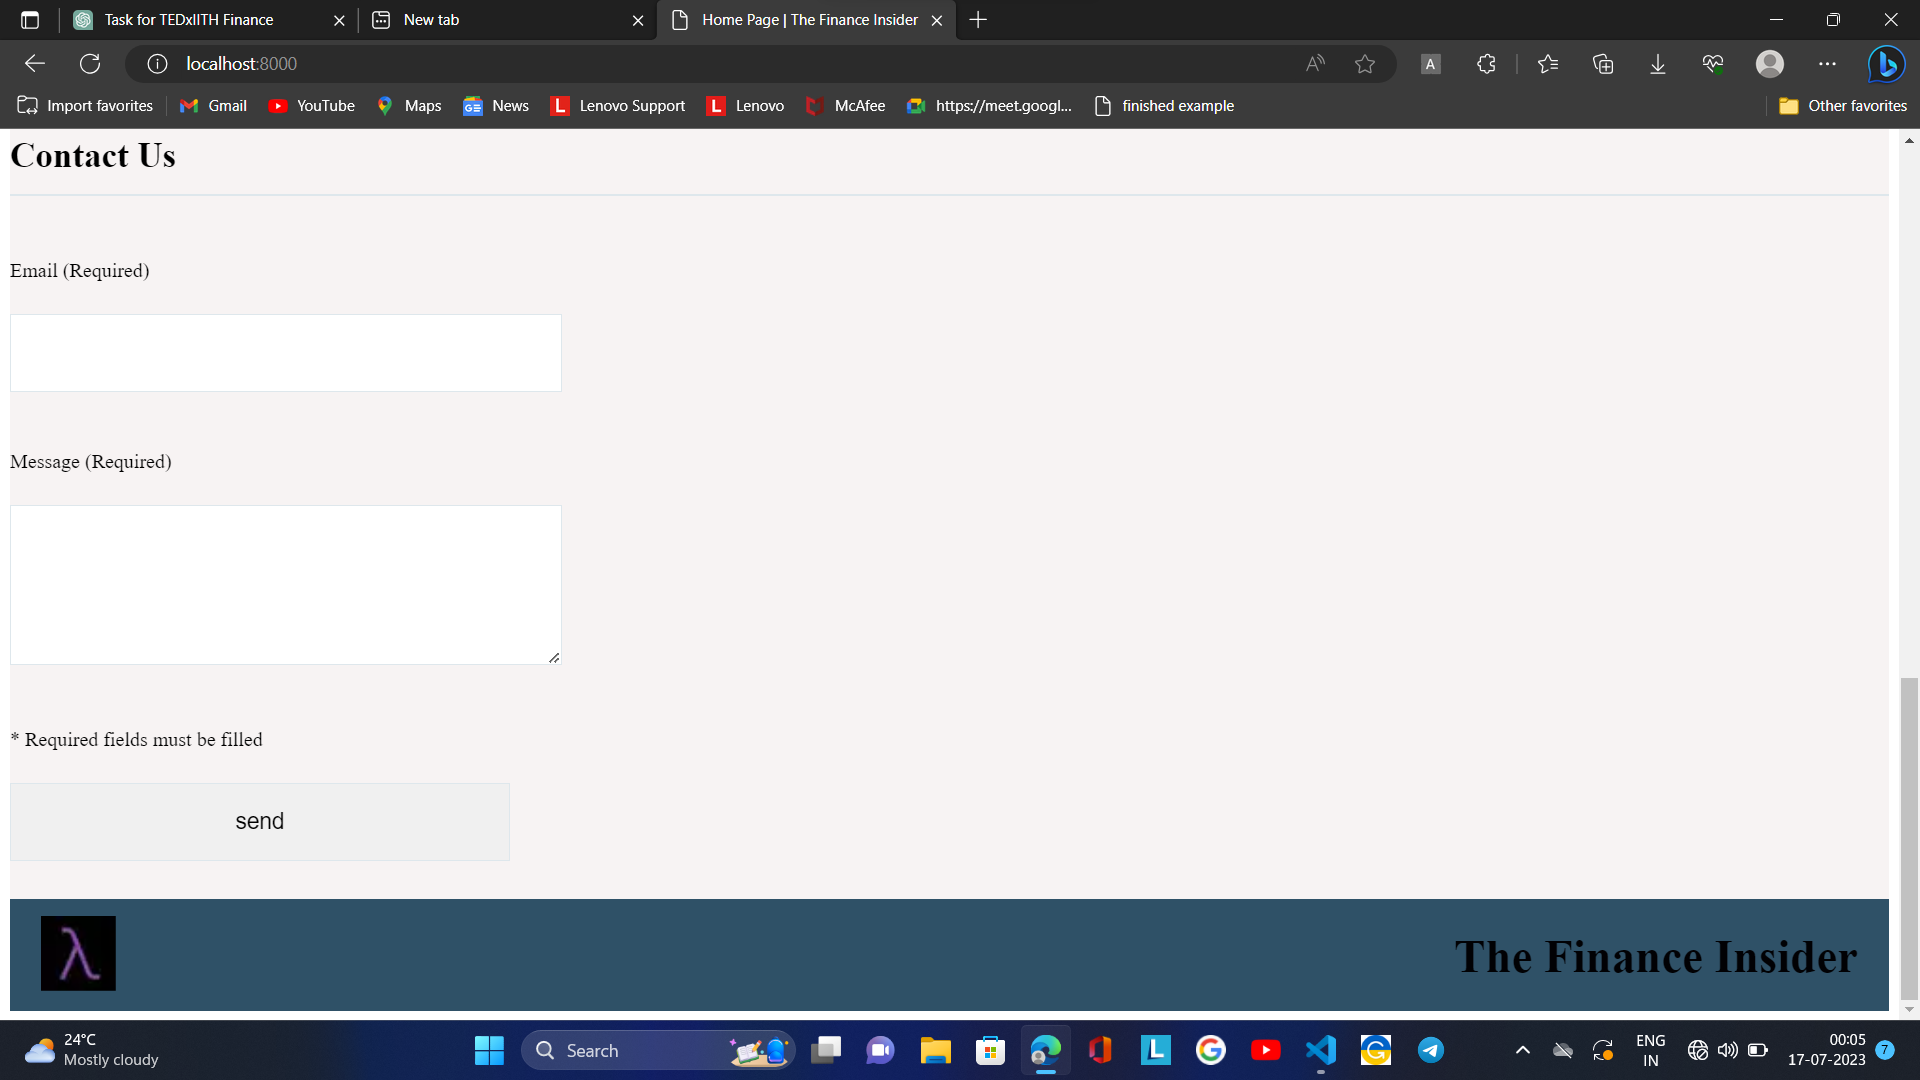 Task for TEDxIITH Finance
New tab
Home Page | The Finance Insider
localhost:8000
A
Import favorites
Gmail
YouTube
Maps
News
L Lenovo Support
L Lenovo
McAfee
https://meet.googl...
finished example
Other favorites
Contact Us
Email (Required)
Message (Required)
* Required fields must be filled
send
λ
The Finance Insider
24°C
Mostly cloudy
Search
L
ENG
IN
00:05
17-07-2023
7